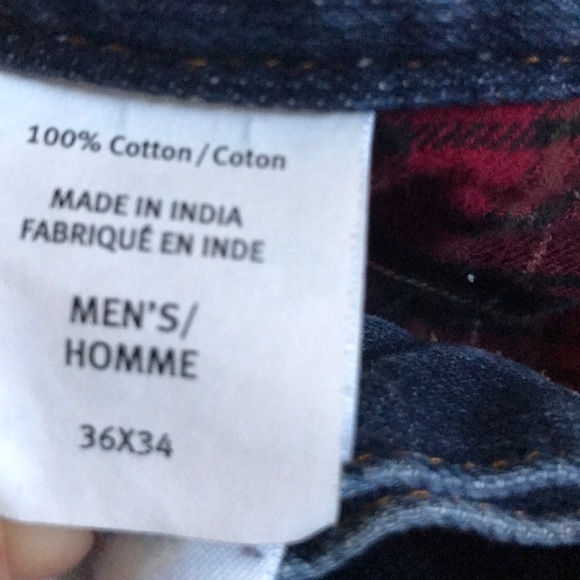 100% Cotton / Coton
MADE IN INDIA
FABRIQUÉ EN INDE
MEN'S/
HOMME
36X34